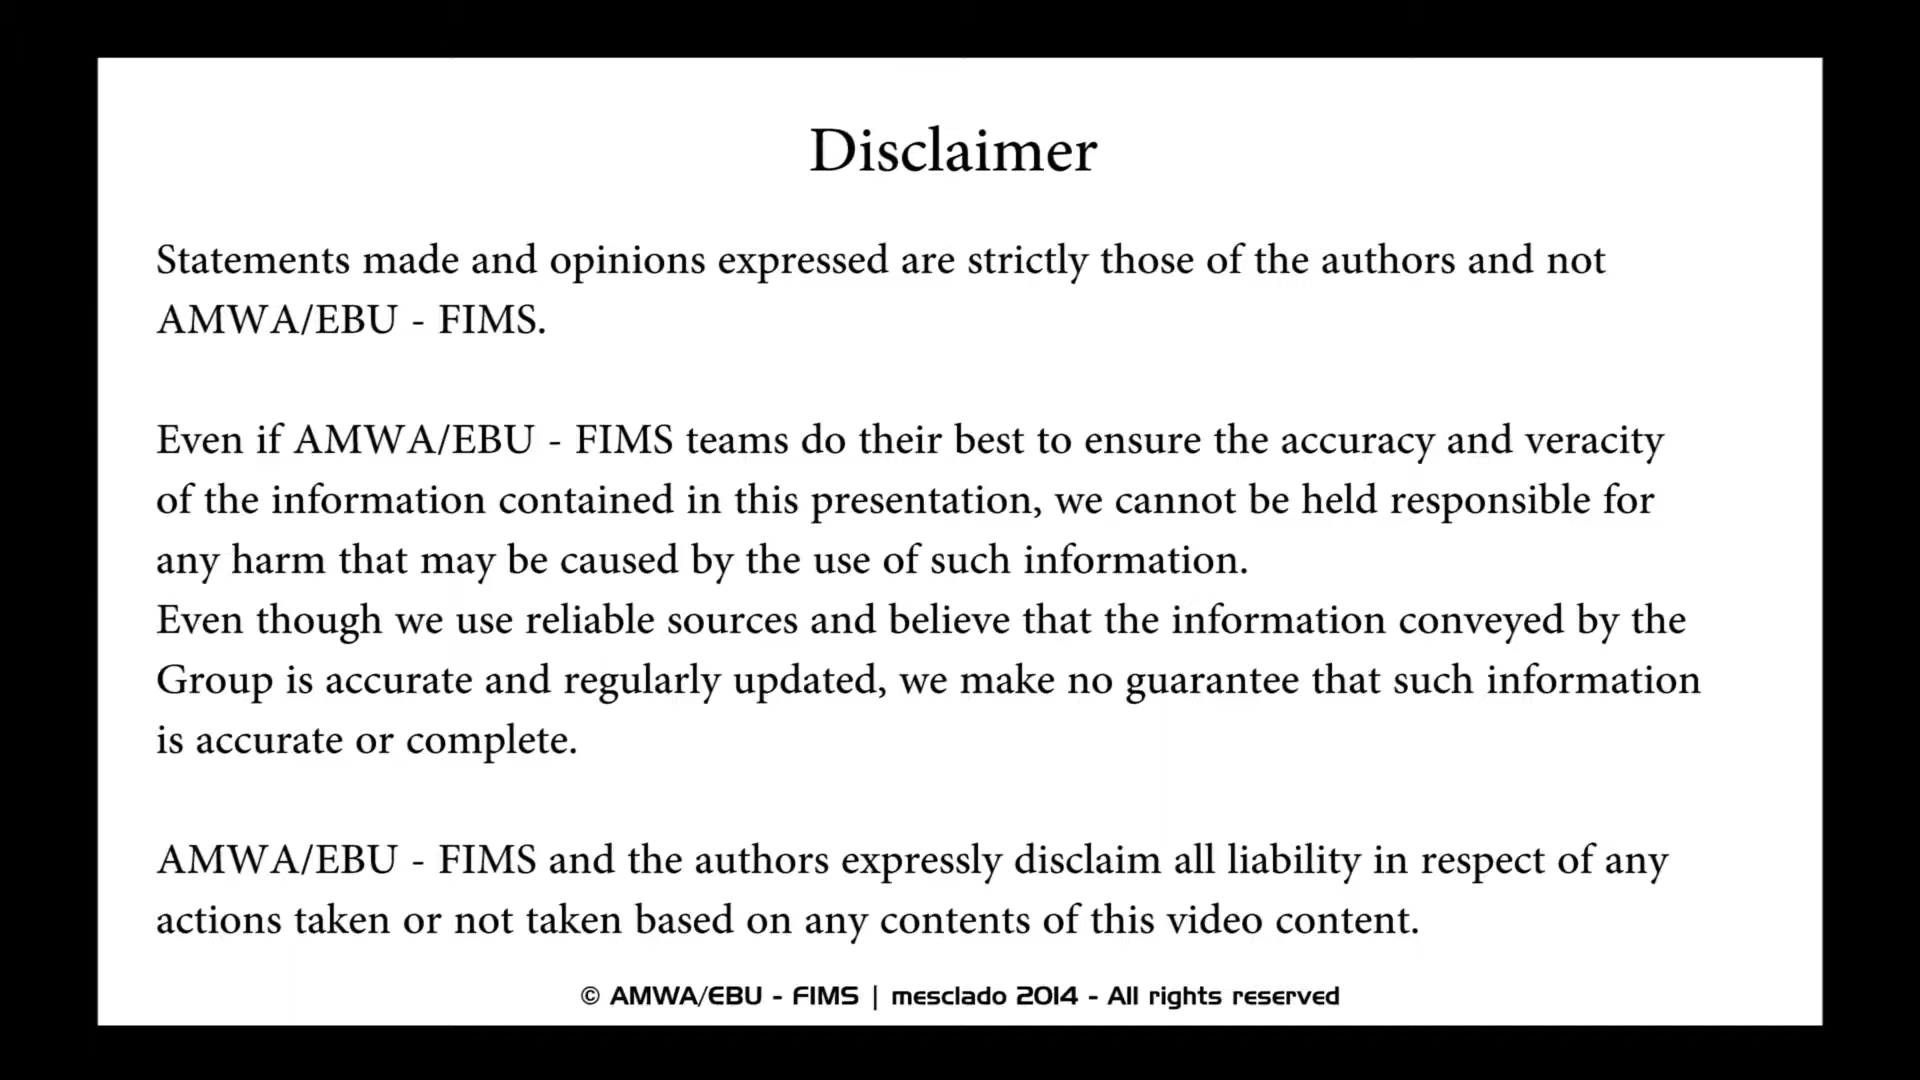 Disclaimer
Statements made and opinions expressed are strictly those of the authors and not
AMWA/EBU - FIMS.
Even if AMWA/EBU - FIMS teams do their best to ensure the accuracy and veracity
of the information contained in this presentation, we cannot be held responsible for
any harm that may be caused by the use of such information.
Even though we use reliable sources and believe that the information conveyed by the
Group is accurate and regularly updated, we make no guarantee that such information
is accurate or complete.
AMWA/EBU - FIMS and the authors expressly disclaim all liability in respect of any
actions taken or not taken based on any contents of this video content.
© AMWA/EBU - FIMS | mesclado 2014 - All rights reserved